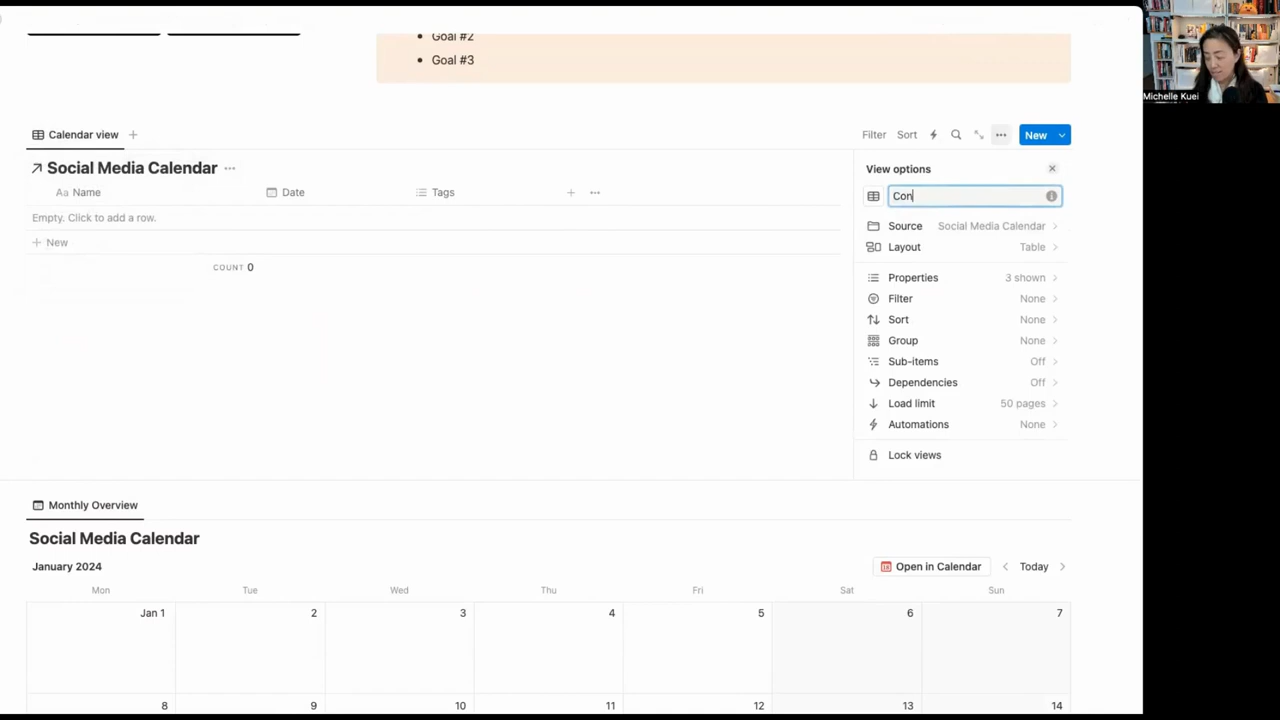 Goal #2
Goal #3
Michelle Kuei
Calendar view
Filter Sort New
View options
Social Media Calendar
Con
Aa Name Date Tags
Empty. Click to add a row.
New
COUNT 0
Source Social Media Calendar
Layout Table
Properties 3 shown
Filter None
Sort None
Group None
Sub-items Off
Dependencies Off
Load limit 50 pages
Automations None
Lock views
Monthly Overview
Social Media Calendar
January 2024 Open in Calendar Today
Mon Tue Wed Thu Fri Sat Sun
Jan 1 2 3 4 5 6 7
8 9 10 11 12 13 14